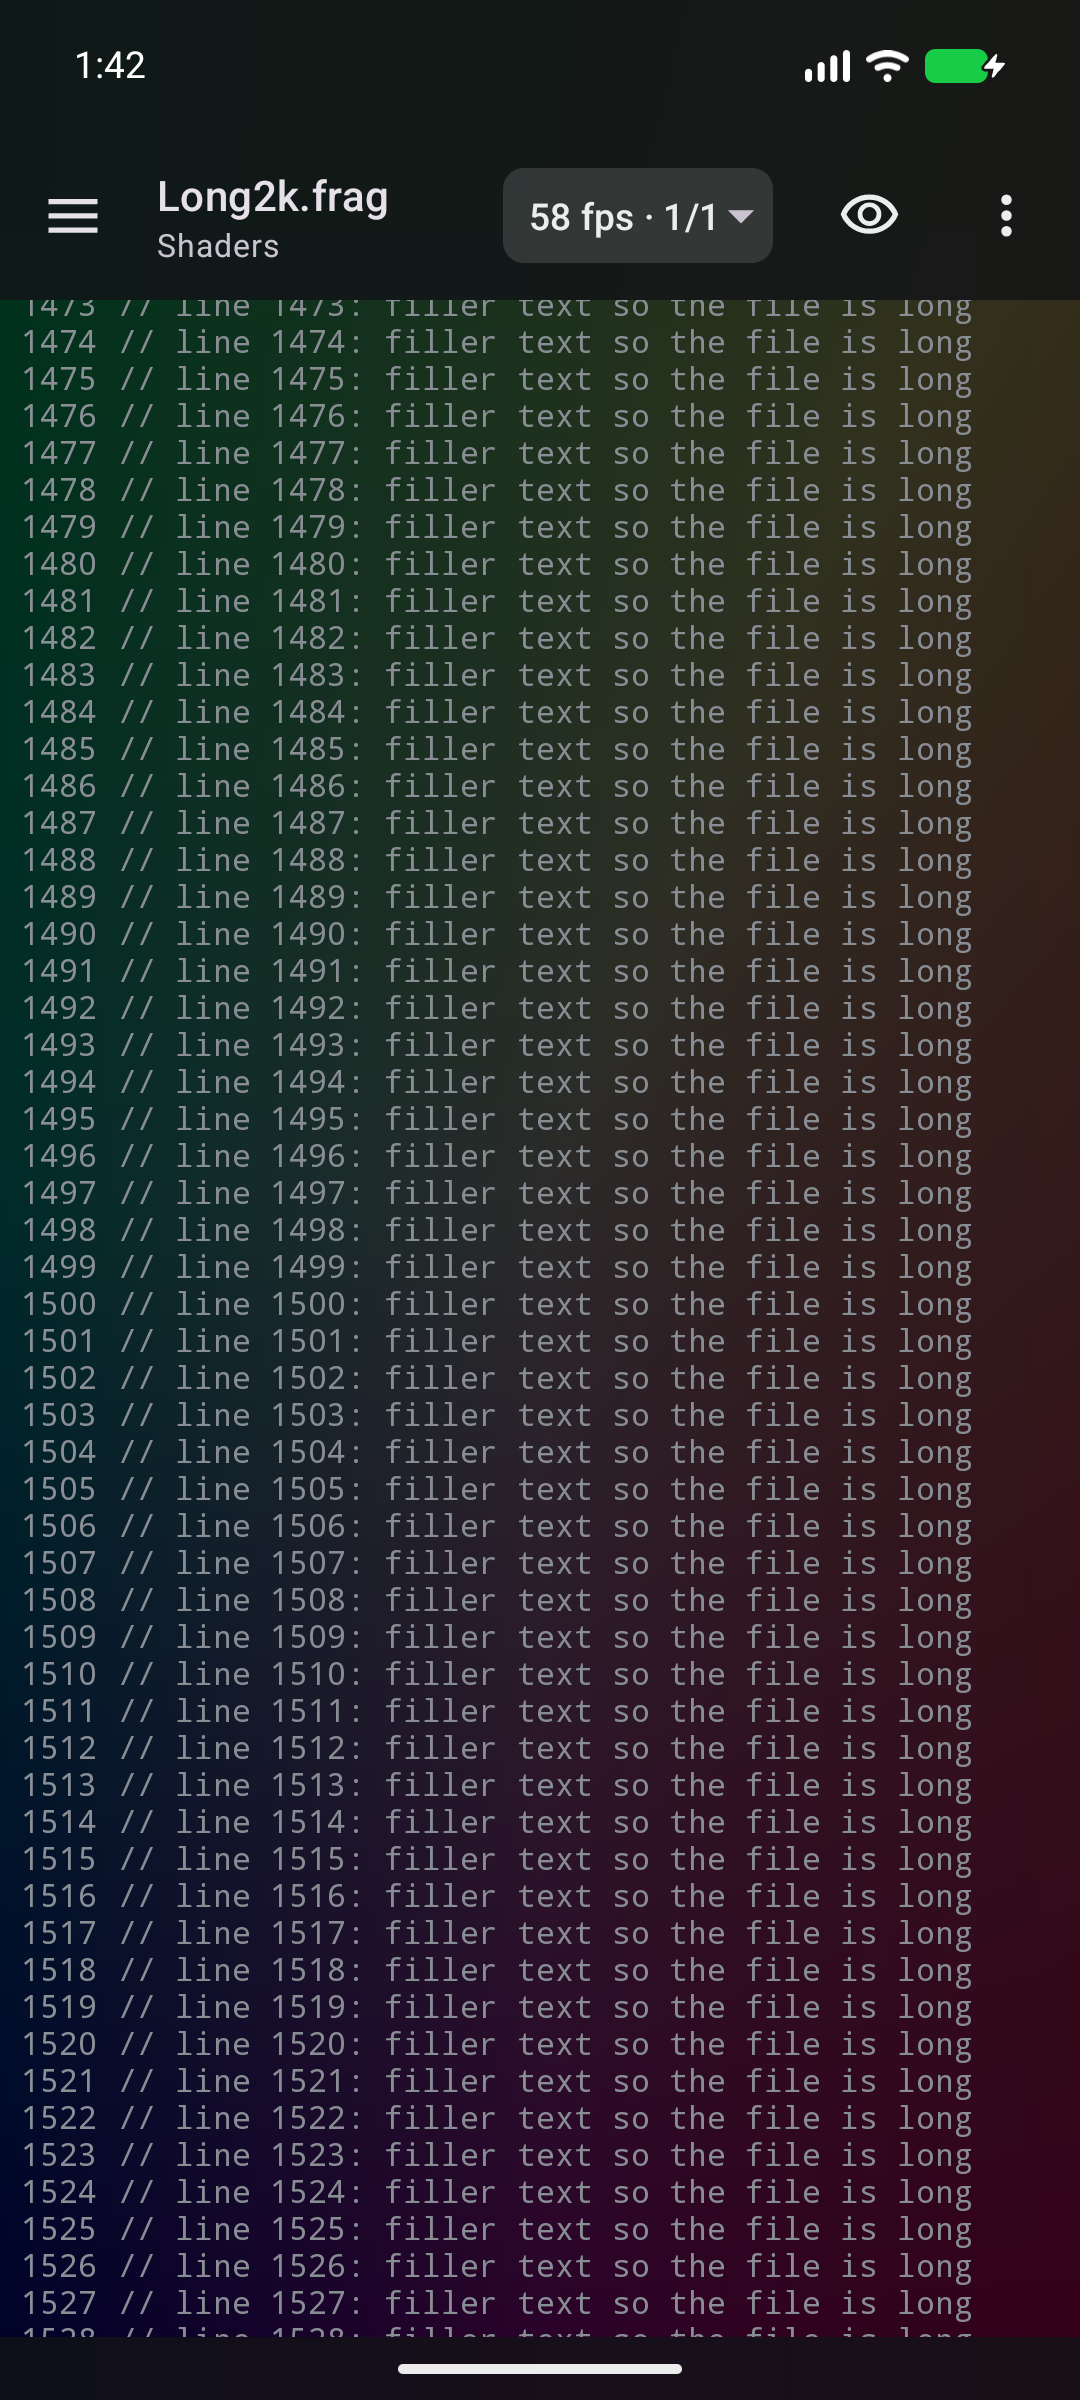 1:42
Long2k.frag
Shaders
58 fps · 1/1
1473 // line 1473: filler text so the file is long
1474 // line 1474: filler text so the file is long
1475 // line 1475: filler text so the file is long
1476 // line 1476: filler text so the file is long
1477 // line 1477: filler text so the file is long
1478 // line 1478: filler text so the file is long
1479 // line 1479: filler text so the file is long
1480 // line 1480: filler text so the file is long
1481 // line 1481: filler text so the file is long
1482 // line 1482: filler text so the file is long
1483 // line 1483: filler text so the file is long
1484 // line 1484: filler text so the file is long
1485 // line 1485: filler text so the file is long
1486 // line 1486: filler text so the file is long
1487 // line 1487: filler text so the file is long
1488 // line 1488: filler text so the file is long
1489 // line 1489: filler text so the file is long
1490 // line 1490: filler text so the file is long
1491 // line 1491: filler text so the file is long
1492 // line 1492: filler text so the file is long
1493 // line 1493: filler text so the file is long
1494 // line 1494: filler text so the file is long
1495 // line 1495: filler text so the file is long
1496 // line 1496: filler text so the file is long
1497 // line 1497: filler text so the file is long
1498 // line 1498: filler text so the file is long
1499 // line 1499: filler text so the file is long
1500 // line 1500: filler text so the file is long
1501 // line 1501: filler text so the file is long
1502 // line 1502: filler text so the file is long
1503 // line 1503: filler text so the file is long
1504 // line 1504: filler text so the file is long
1505 // line 1505: filler text so the file is long
1506 // line 1506: filler text so the file is long
1507 // line 1507: filler text so the file is long
1508 // line 1508: filler text so the file is long
1509 // line 1509: filler text so the file is long
1510 // line 1510: filler text so the file is long
1511 // line 1511: filler text so the file is long
1512 // line 1512: filler text so the file is long
1513 // line 1513: filler text so the file is long
1514 // line 1514: filler text so the file is long
1515 // line 1515: filler text so the file is long
1516 // line 1516: filler text so the file is long
1517 // line 1517: filler text so the file is long
1518 // line 1518: filler text so the file is long
1519 // line 1519: filler text so the file is long
1520 // line 1520: filler text so the file is long
1521 // line 1521: filler text so the file is long
1522 // line 1522: filler text so the file is long
1523 // line 1523: filler text so the file is long
1524 // line 1524: filler text so the file is long
1525 // line 1525: filler text so the file is long
1526 // line 1526: filler text so the file is long
1527 // line 1527: filler text so the file is long
1528 // line 1528: filler text so the file is long